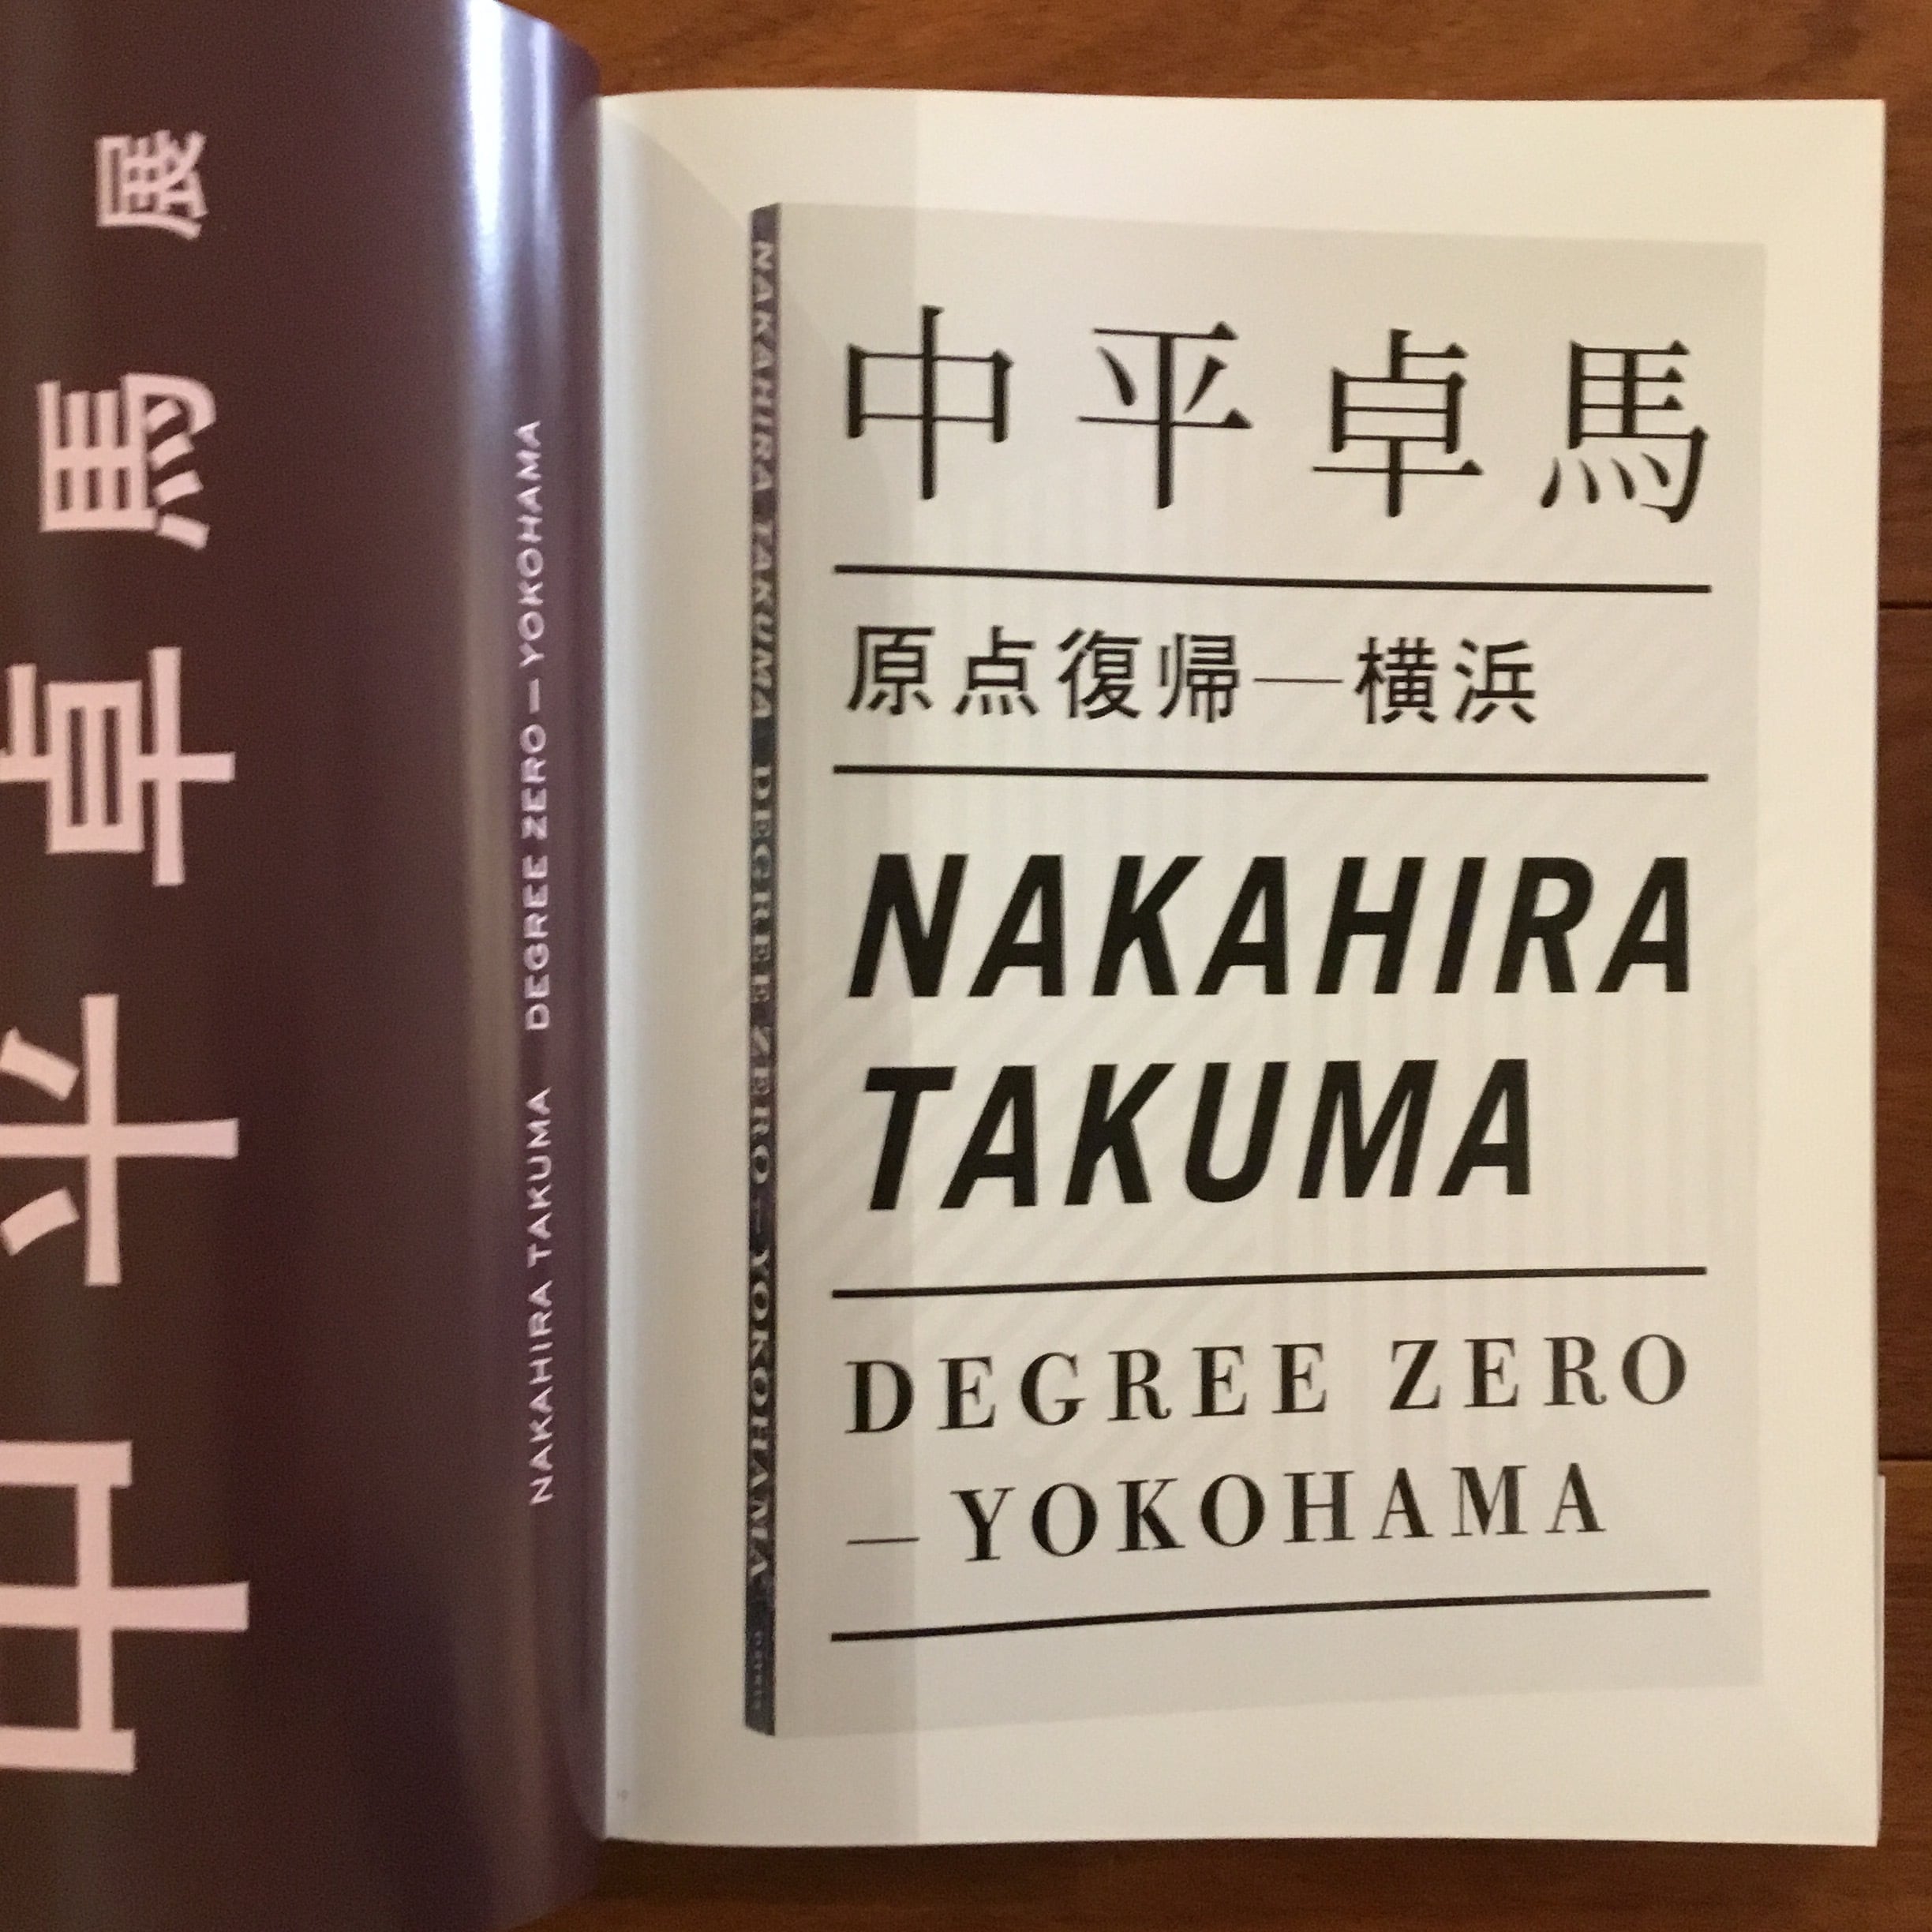 中平卓馬展
NAKAHIRA TAKUMA DEGREE ZERO — YOKOHAMA
NAKAHIRA TAKUMA DEGREE ZERO — YOKOHAMA
中平卓馬
原点復帰—横浜
NAKAHIRA
TAKUMA
DEGREE ZERO
— YOKOHAMA